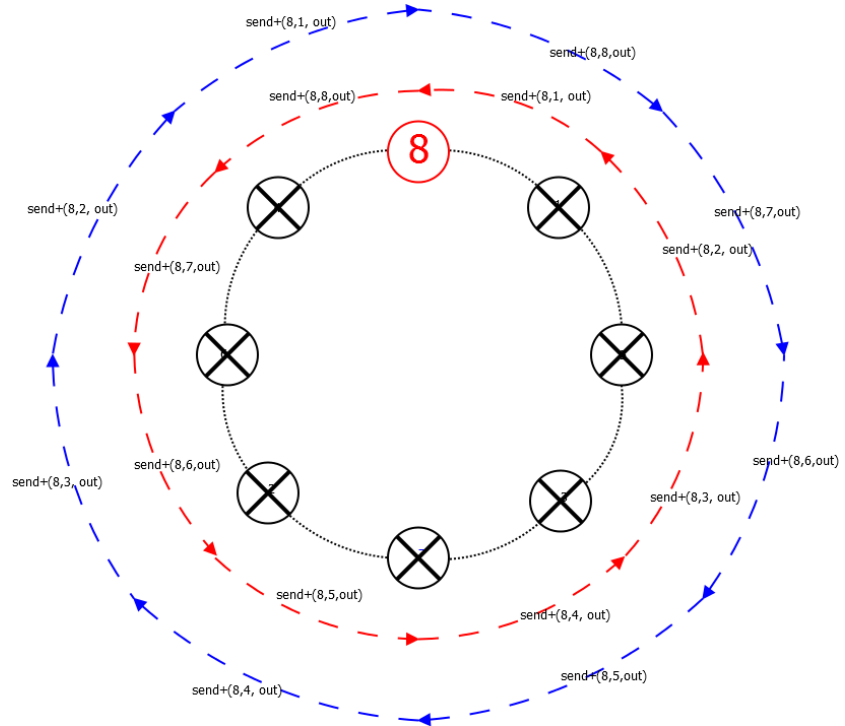 send+(8,1, out)
send+(8,8,out)
send+(8,8,out)
send+(8,1, out)
8
send+(8,2, out)
send+(8,7,out)
send+(8,2, out)
send+(8,7,out)
send+(8,6,out)
send+(8,6,out)
send+(8,3, out)
send+(8,3, out)
send+(8,5,out)
send+(8,4, out)
send+(8,5,out)
send+(8,4, out)